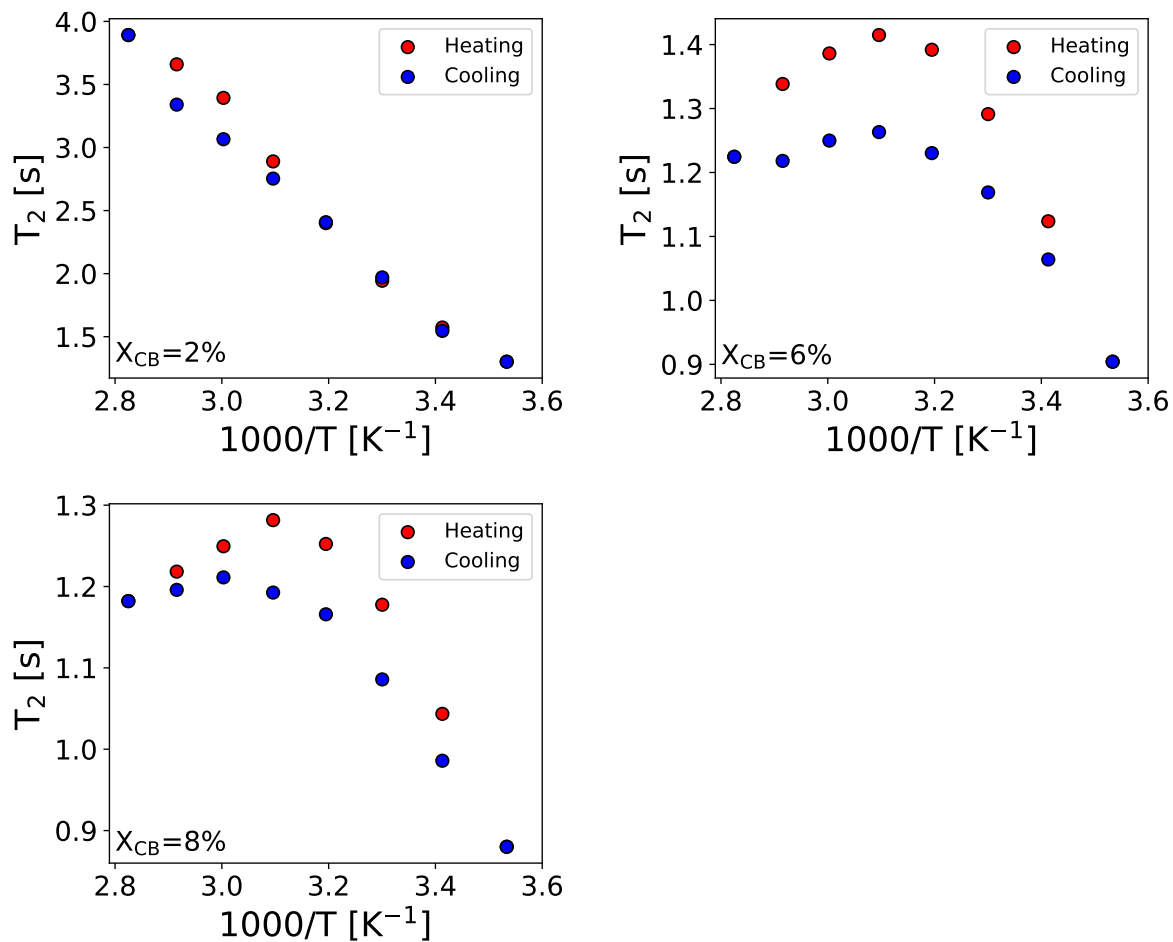 4.0
3.5
3.0
2.5
2.0
1.5
T₂ [s]
Heating
Cooling
X_CB=2%
2.8 3.0 3.2 3.4 3.6
1000/T [K⁻¹]
1.4
1.3
1.2
1.1
1.0
0.9
T₂ [s]
Heating
Cooling
X_CB=6%
2.8 3.0 3.2 3.4 3.6
1000/T [K⁻¹]
1.3
1.2
1.1
1.0
0.9
T₂ [s]
Heating
Cooling
X_CB=8%
2.8 3.0 3.2 3.4 3.6
1000/T [K⁻¹]